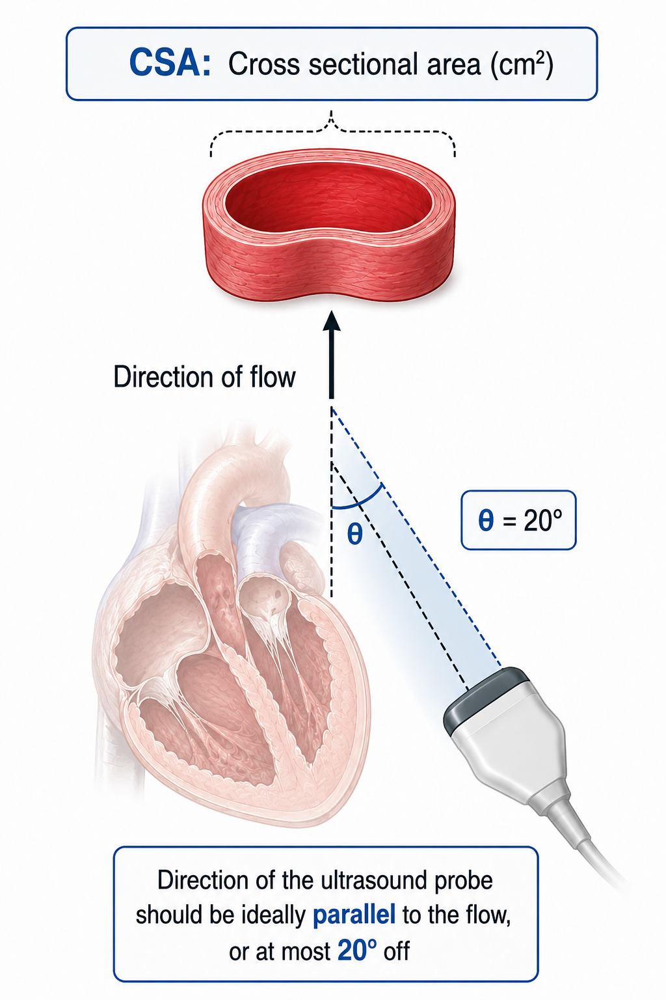 CSA: Cross sectional area (cm²)
Direction of flow
θ = 20°
θ
Direction of the ultrasound probe
should be ideally parallel to the flow,
or at most 20° off